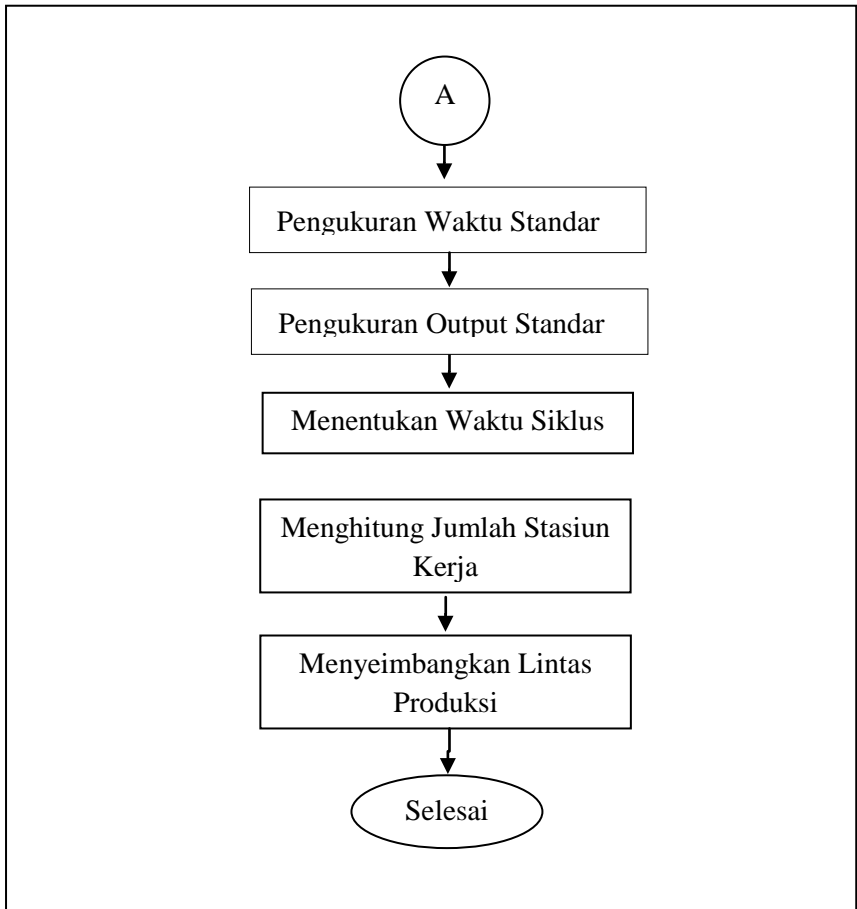 A
Pengukuran Waktu Standar
Pengukuran Output Standar
Menentukan Waktu Siklus
Menghitung Jumlah Stasiun
Kerja
Menyeimbangkan Lintas
Produksi
Selesai